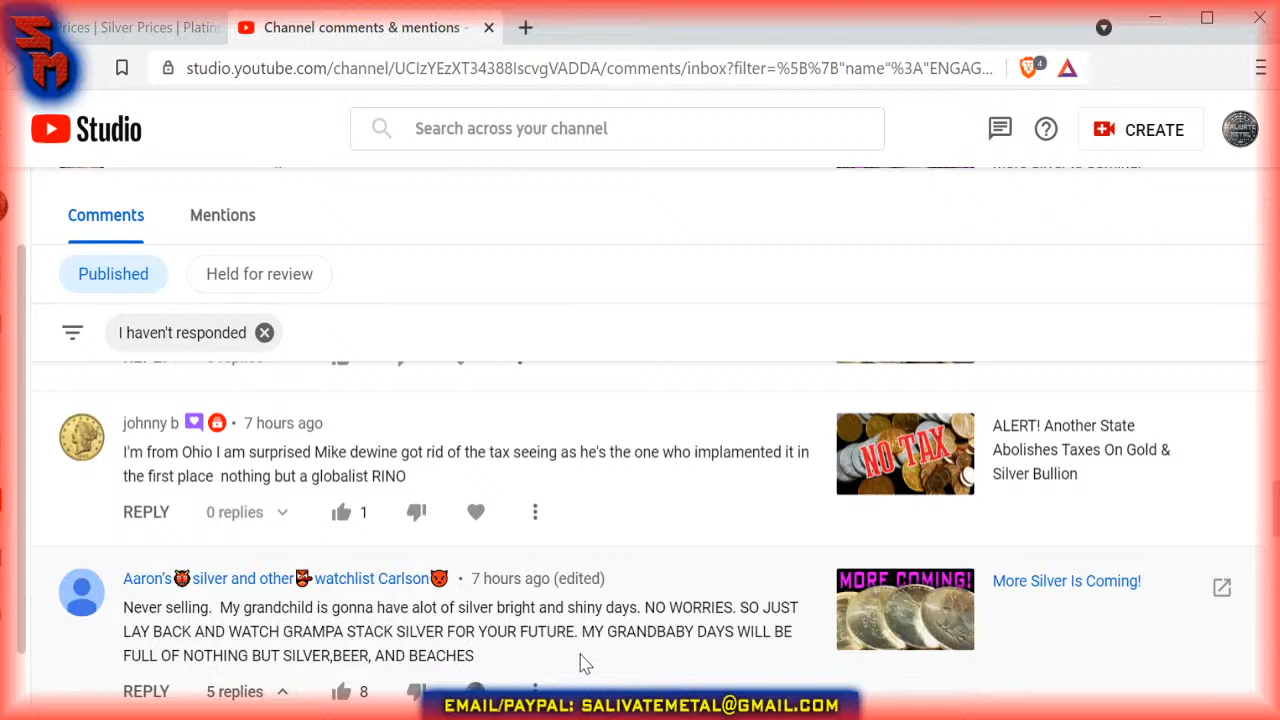 SM
Prices | Silver Prices | Platin
Channel comments & mentions -
studio.youtube.com/channel/UCIzYEzXT34388IscvgVADDA/comments/inbox?filter=%5B%7B"name"%3A"ENGAG...
4
Studio
Search across your channel
CREATE
More Silver Is Coming!
Comments
Mentions
Published
Held for review
I haven't responded
REPLY
johnny b • 7 hours ago
I'm from Ohio I am surprised Mike dewine got rid of the tax seeing as he's the one who implamented it in
the first place nothing but a globalist RINO
REPLY 0 replies 1
NO TAX
ALERT! Another State
Abolishes Taxes On Gold &
Silver Bullion
Aaron's👹silver and other👺watchlist Carlson😈 • 7 hours ago (edited)
Never selling. My grandchild is gonna have alot of silver bright and shiny days. NO WORRIES. SO JUST
LAY BACK AND WATCH GRAMPA STACK SILVER FOR YOUR FUTURE. MY GRANDBABY DAYS WILL BE
FULL OF NOTHING BUT SILVER,BEER, AND BEACHES
REPLY 5 replies 8
MORE COMING!
More Silver Is Coming!
EMAIL/PAYPAL: SALIVATEMETAL@GMAIL.COM